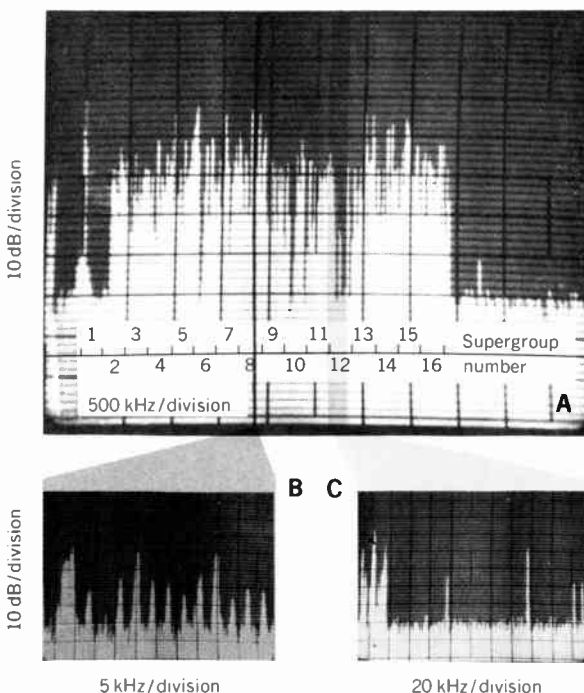 10 dB/division
1 3 5 7 9 11 13 15 Supergroup
2 4 6 8 10 12 14 16 number
500 kHz/division
A
B C
10 dB/division
5 kHz/division
20 kHz/division